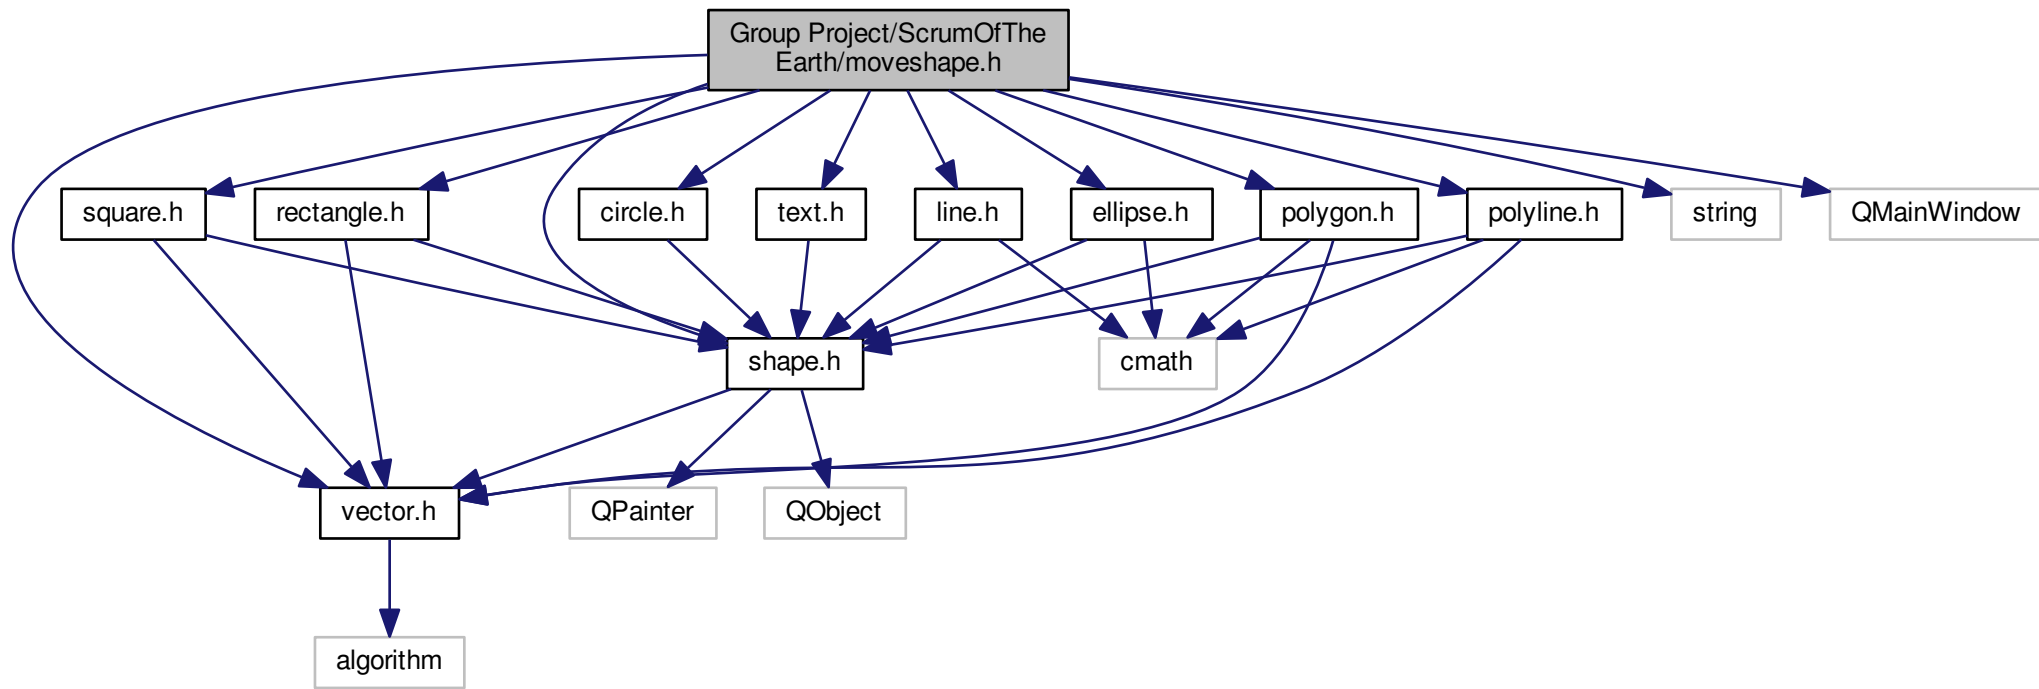 Group Project/ScrumOfThe
Earth/moveshape.h
square.h
rectangle.h
circle.h
text.h
line.h
ellipse.h
polygon.h
polyline.h
string
QMainWindow
shape.h
cmath
vector.h
QPainter
QObject
algorithm